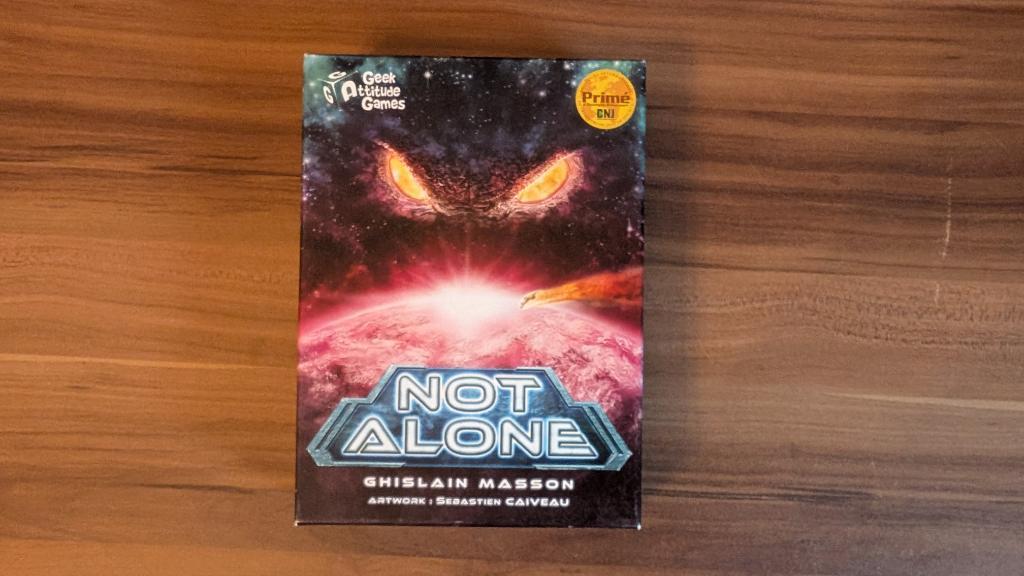 Geek
Attitude
Games
G
G
Primé
CNJ
NOT
ALONE
GHISLAIN MASSON
ARTWORK : SEBASTIEN CAIVEAU